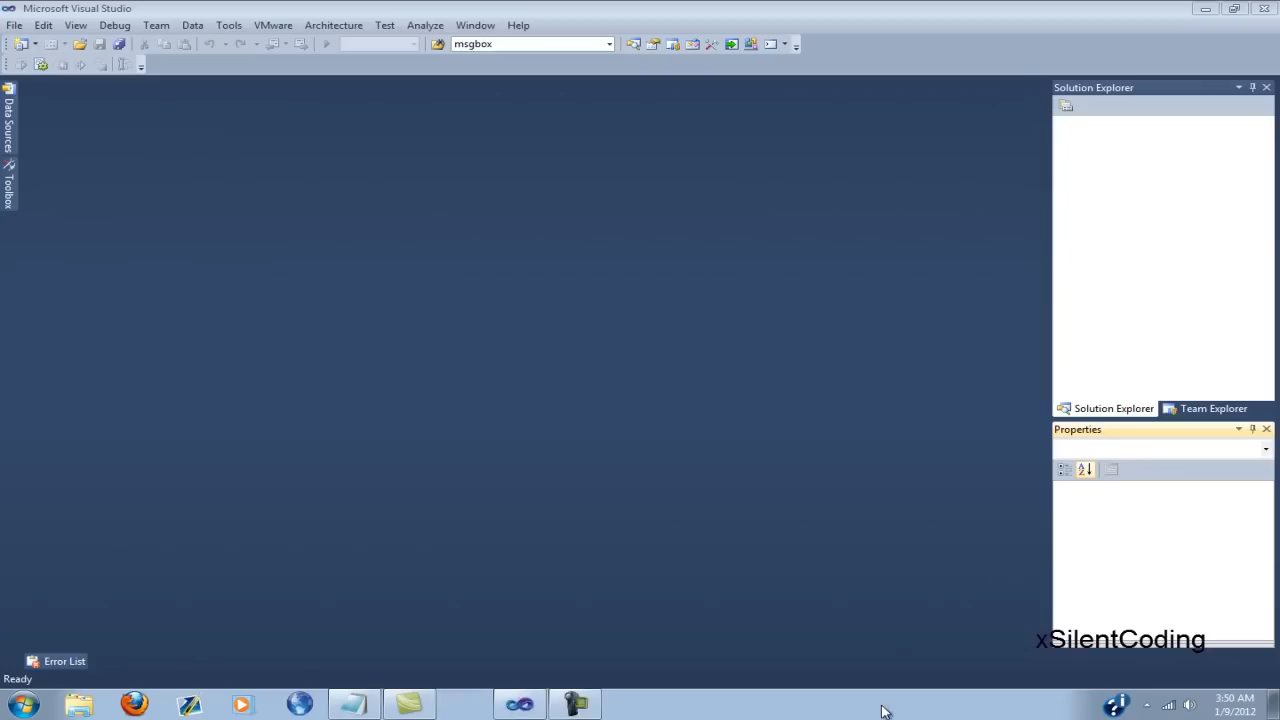 Microsoft Visual Studio
File Edit View Debug Team Data Tools VMware Architecture Test Analyze Window Help
msgbox
Data Sources
Toolbox
Solution Explorer
Solution Explorer Team Explorer
Properties
xSilentCoding
Error List
Ready
3:50 AM
1/9/2012